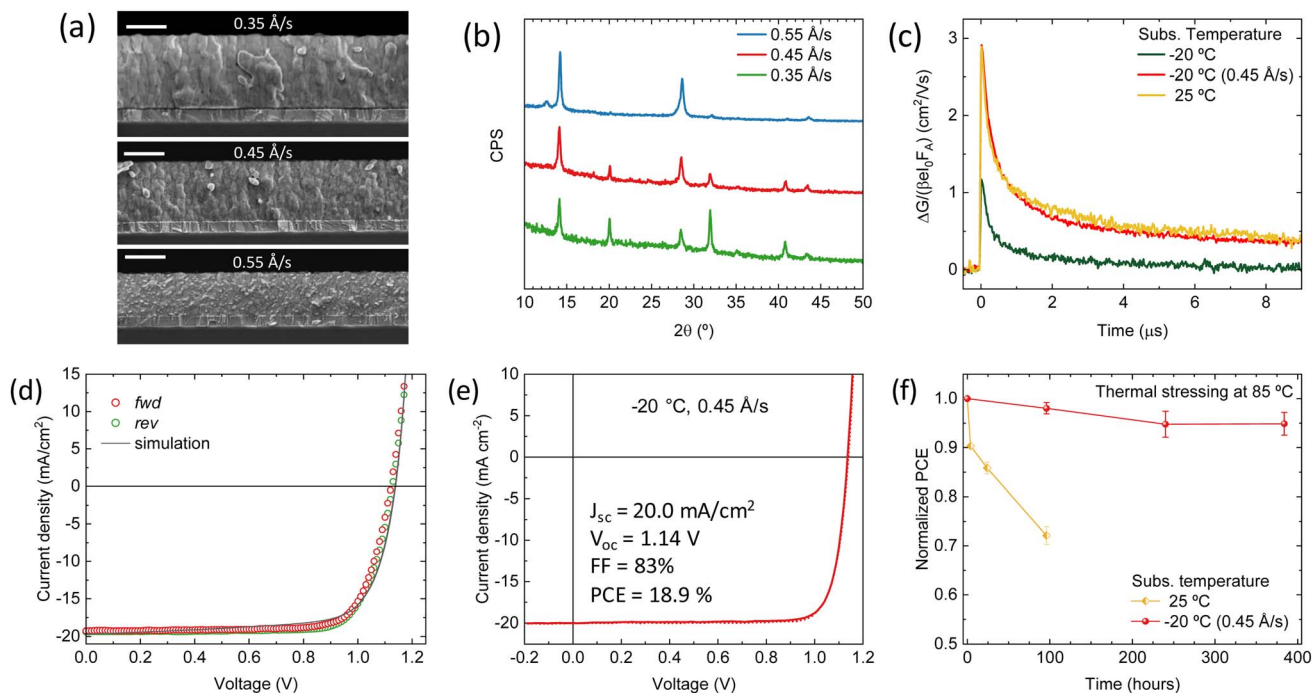 (a)
0.35 Å/s
0.45 Å/s
0.55 Å/s
(b)
0.55 Å/s
0.45 Å/s
0.35 Å/s
CPS
10 15 20 25 30 35 40 45 50
2θ (º)
(c)
Subs. Temperature
-20 ºC
-20 ºC (0.45 Å/s)
25 ºC
ΔG/(βeI₀F_A) (cm²/Vs)
3
2
1
0
0 2 4 6 8
Time (μs)
(d)
fwd
rev
simulation
Current density (mA/cm²)
15
10
5
0
-5
-10
-15
-20
0.0 0.2 0.4 0.6 0.8 1.0 1.2
Voltage (V)
(e)
-20 °C, 0.45 Å/s
J_sc = 20.0 mA/cm²
V_oc = 1.14 V
FF = 83%
PCE = 18.9 %
Current density (mA cm⁻²)
10
5
0
-5
-10
-15
-20
-0.2 0.0 0.2 0.4 0.6 0.8 1.0
Voltage (V)
(f)
Thermal stressing at 85 ºC
Normalized PCE
1.0
0.9
0.8
0.7
0.6
0.5
Subs. temperature
25 ºC
-20 ºC (0.45 Å/s)
0 100 200 300 400
Time (hours)